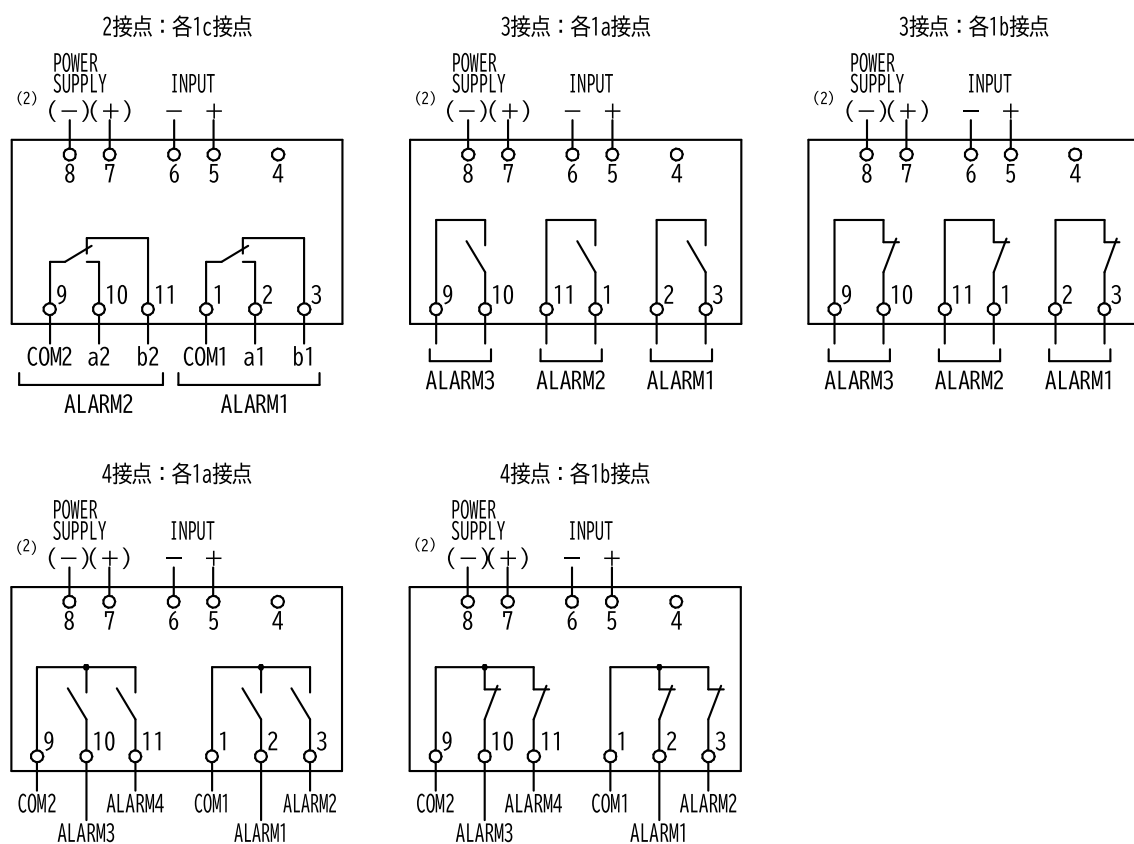 2接点：各1c接点
POWER
SUPPLY INPUT
(2) (－)(＋) － ＋
8 7 6 5 4
9 10 11 1 2 3
COM2 a2 b2 COM1 a1 b1
ALARM2 ALARM1
3接点：各1a接点
POWER
SUPPLY INPUT
(2) (－)(＋) － ＋
8 7 6 5 4
9 10 11 1 2 3
ALARM3 ALARM2 ALARM1
3接点：各1b接点
POWER
SUPPLY INPUT
(2) (－)(＋) － ＋
8 7 6 5 4
9 10 11 1 2 3
ALARM3 ALARM2 ALARM1
4接点：各1a接点
POWER
SUPPLY INPUT
(2) (－)(＋) － ＋
8 7 6 5 4
9 10 11 1 2 3
COM2 ALARM4 COM1 ALARM2
ALARM3 ALARM1
4接点：各1b接点
POWER
SUPPLY INPUT
(2) (－)(＋) － ＋
8 7 6 5 4
9 10 11 1 2 3
COM2 ALARM4 COM1 ALARM2
ALARM3 ALARM1